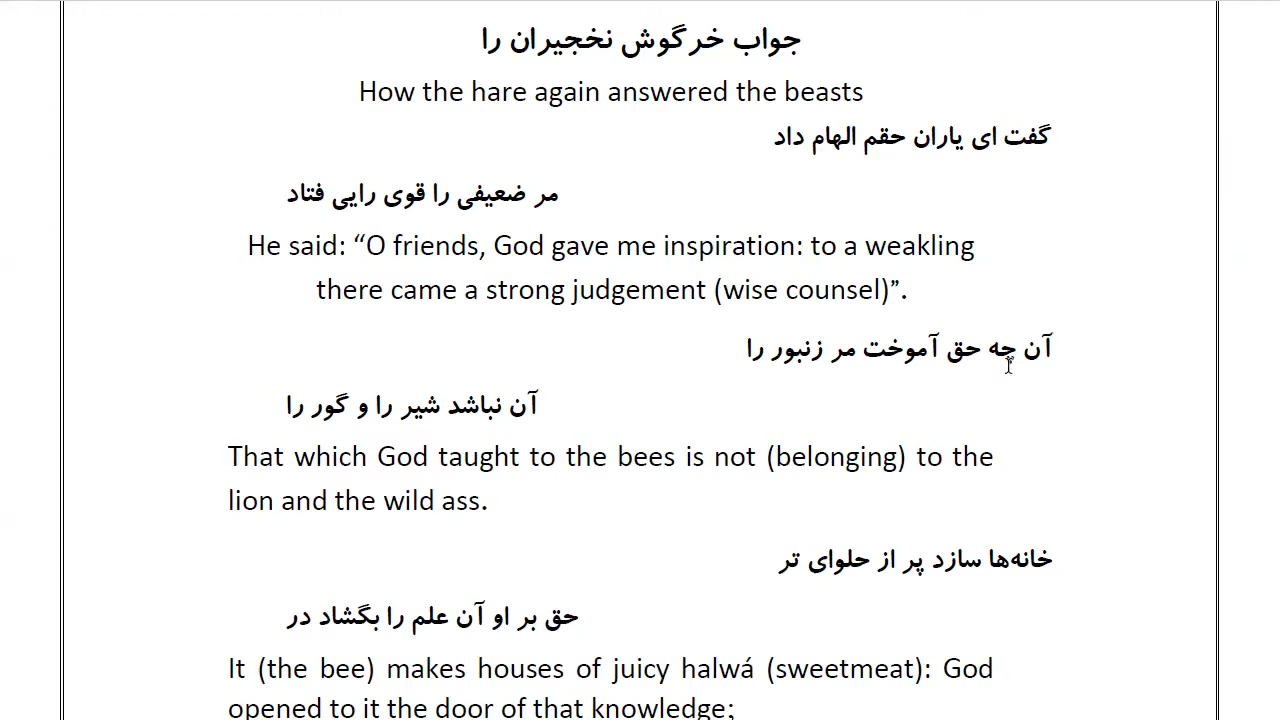 جواب خرگوش نخجیران را
How the hare again answered the beasts
گفت ای یاران حقم الهام داد
مر ضعیفی را قوی رایی فتاد
He said: “O friends, God gave me inspiration: to a weakling
there came a strong judgement (wise counsel)”.
آن چه حق آموخت مر زنبور را
آن نباشد شیر را و گور را
That which God taught to the bees is not (belonging) to the
lion and the wild ass.
خانه‌ها سازد پر از حلوای تر
حق بر او آن علم را بگشاد در
It (the bee) makes houses of juicy halwá (sweetmeat): God
opened to it the door of that knowledge;